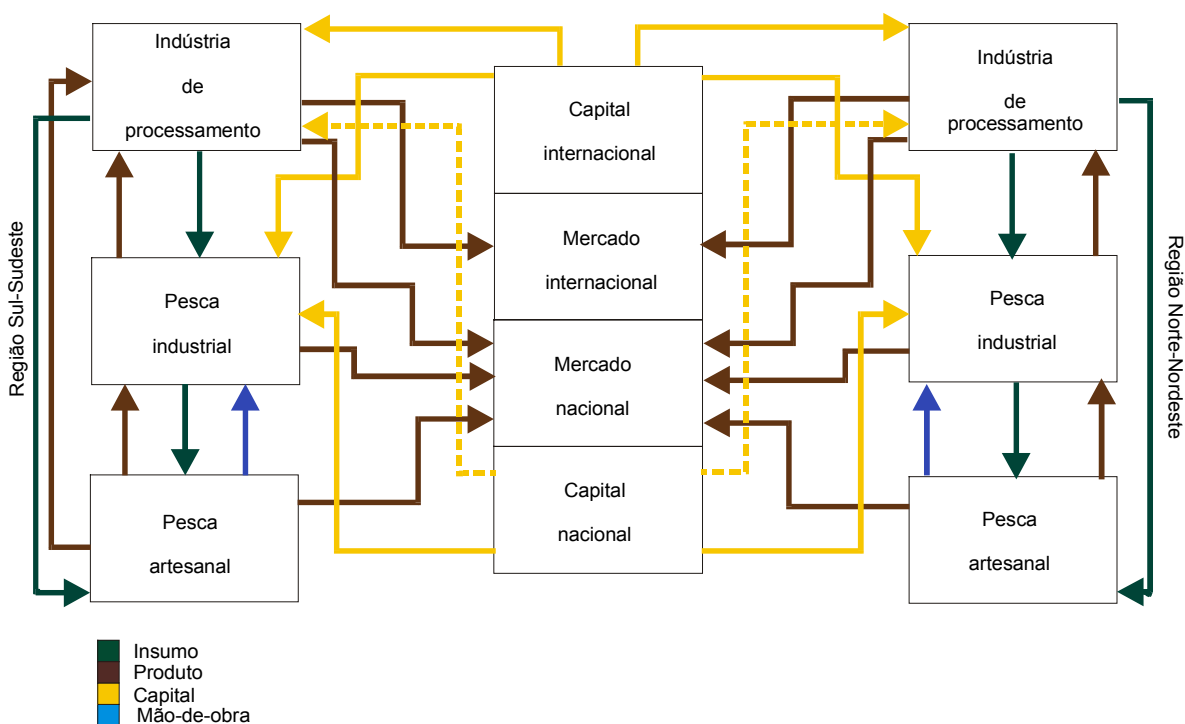 Região Sul-Sudeste
Indústria
de
processamento
Pesca
industrial
Pesca
artesanal
Capital
internacional
Mercado
internacional
Mercado
nacional
Capital
nacional
Indústria
de
processamento
Pesca
industrial
Pesca
artesanal
Região Norte-Nordeste
Insumo
Produto
Capital
Mão-de-obra